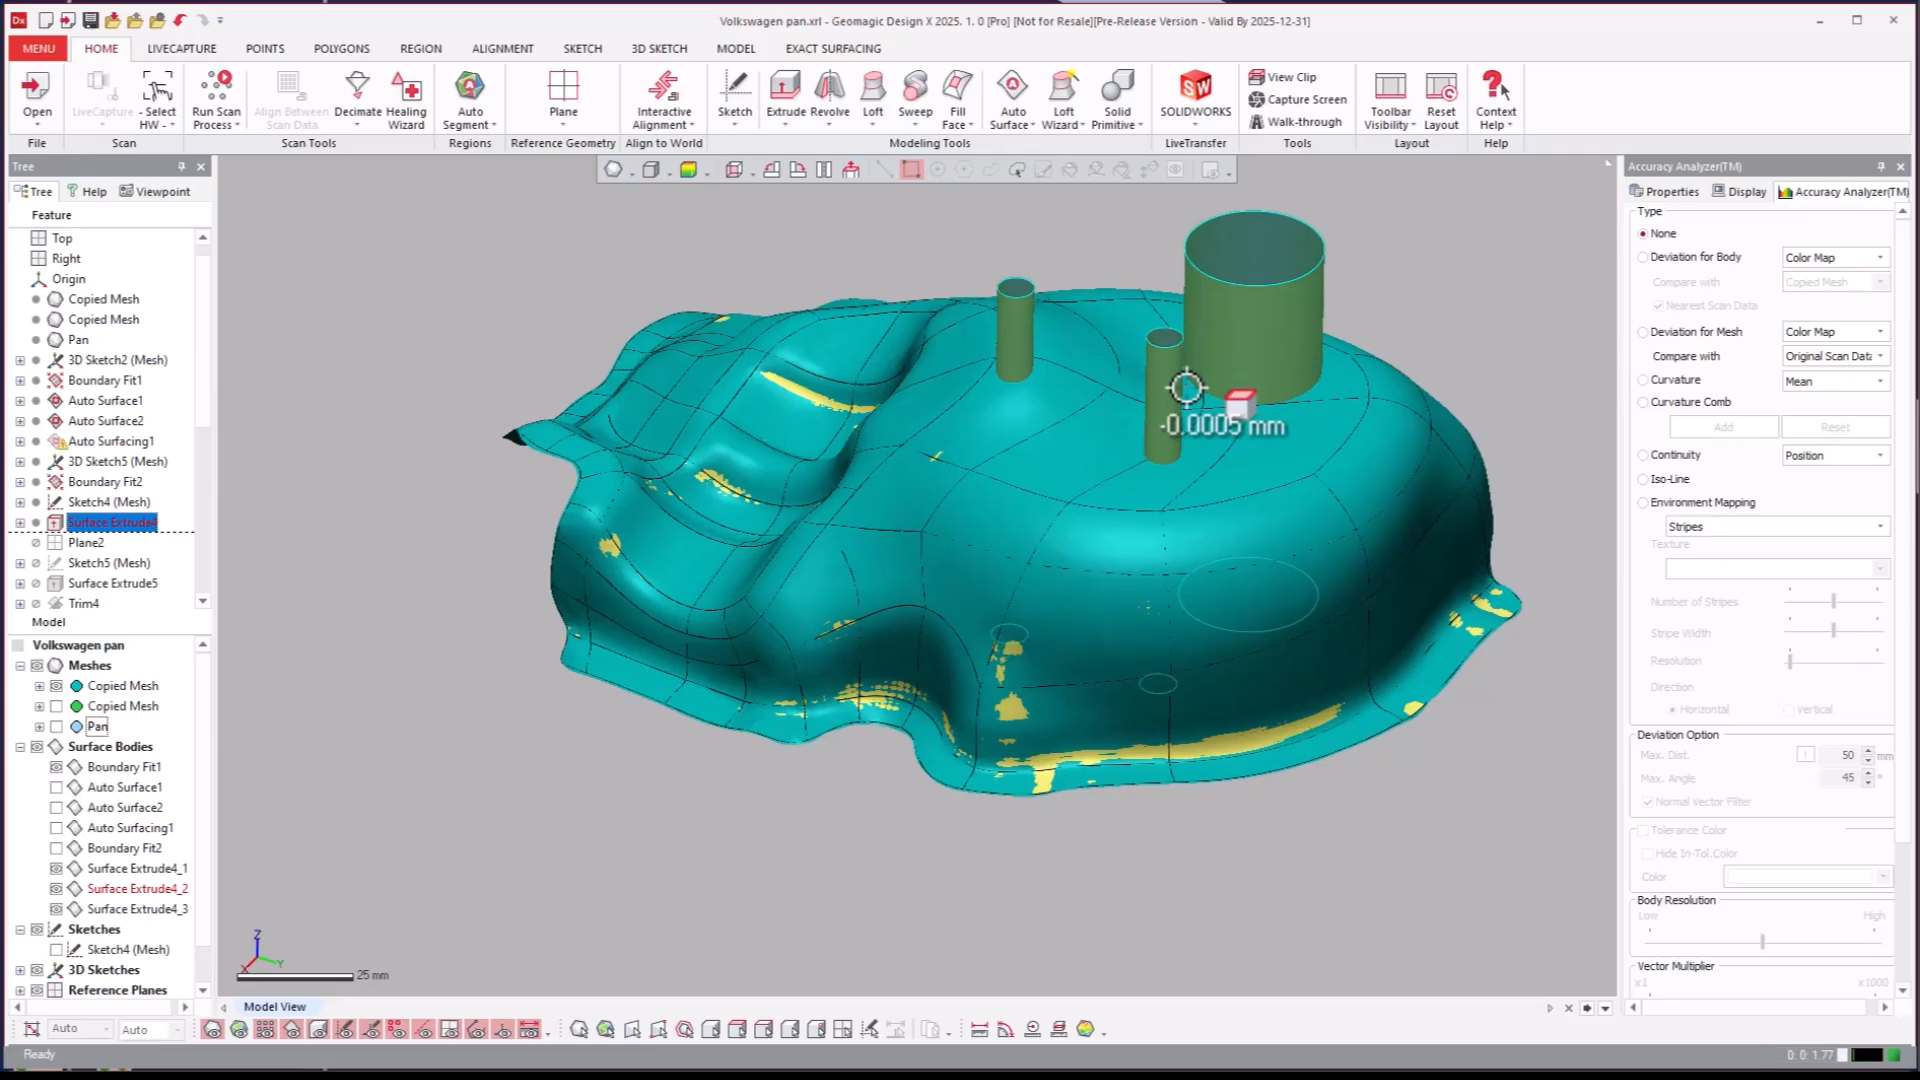 Volkswagen pan.xrl - Geomagic Design X 2025. 1. 0 [Pro] [Not for Resale][Pre-Release Version - Valid By 2025-12-31]
MENU HOME LIVECAPTURE POINTS POLYGONS REGION ALIGNMENT SKETCH 3D SKETCH MODEL EXACT SURFACING
Open
LiveCapture
- Select HW -
Run Scan Process
Align Between Scan Data
Decimate
Healing Wizard
Auto Segment
Plane
Interactive Alignment
Sketch
Extrude
Revolve
Loft
Sweep
Fill Face
Auto Surface
Loft Wizard
Solid Primitive
SOLIDWORKS
View Clip
Capture Screen
Walk-through
Toolbar Visibility
Reset Layout
Context Help
File Scan Scan Tools Regions Reference Geometry Align to World Modeling Tools LiveTransfer Tools Layout Help
Tree
Tree Help Viewpoint
Feature
Top
Right
Origin
Copied Mesh
Copied Mesh
Pan
3D Sketch2 (Mesh)
Boundary Fit1
Auto Surface1
Auto Surface2
Auto Surfacing1
3D Sketch5 (Mesh)
Boundary Fit2
Sketch4 (Mesh)
Surface Extrude4
Plane2
Sketch5 (Mesh)
Surface Extrude5
Trim4
Model
Volkswagen pan
Meshes
Copied Mesh
Copied Mesh
Pan
Surface Bodies
Boundary Fit1
Auto Surface1
Auto Surface2
Auto Surfacing1
Boundary Fit2
Surface Extrude4_1
Surface Extrude4_2
Surface Extrude4_3
Sketches
Sketch4 (Mesh)
3D Sketches
Reference Planes
-0.0005 mm
Z
X
Y
25 mm
Model View
Accuracy Analyzer(TM)
Properties Display Accuracy Analyzer(TM)
Type
None
Deviation for Body Color Map
Compare with Copied Mesh
Nearest Scan Data
Deviation for Mesh Color Map
Compare with Original Scan Data
Curvature Mean
Curvature Comb
Add Reset
Continuity Position
Iso-Line
Environment Mapping
Stripes
Texture
Number of Stripes
Stripe Width
Resolution
Direction
Horizontal Vertical
Deviation Option
Max. Dist. 50 mm
Max. Angle 45 °
Normal Vector Filter
Tolerance Color
Hide In-Tol.Color
Color
Body Resolution
Low High
Vector Multiplier
x1 x1000
Auto Auto
Ready
0: 0: 1.77